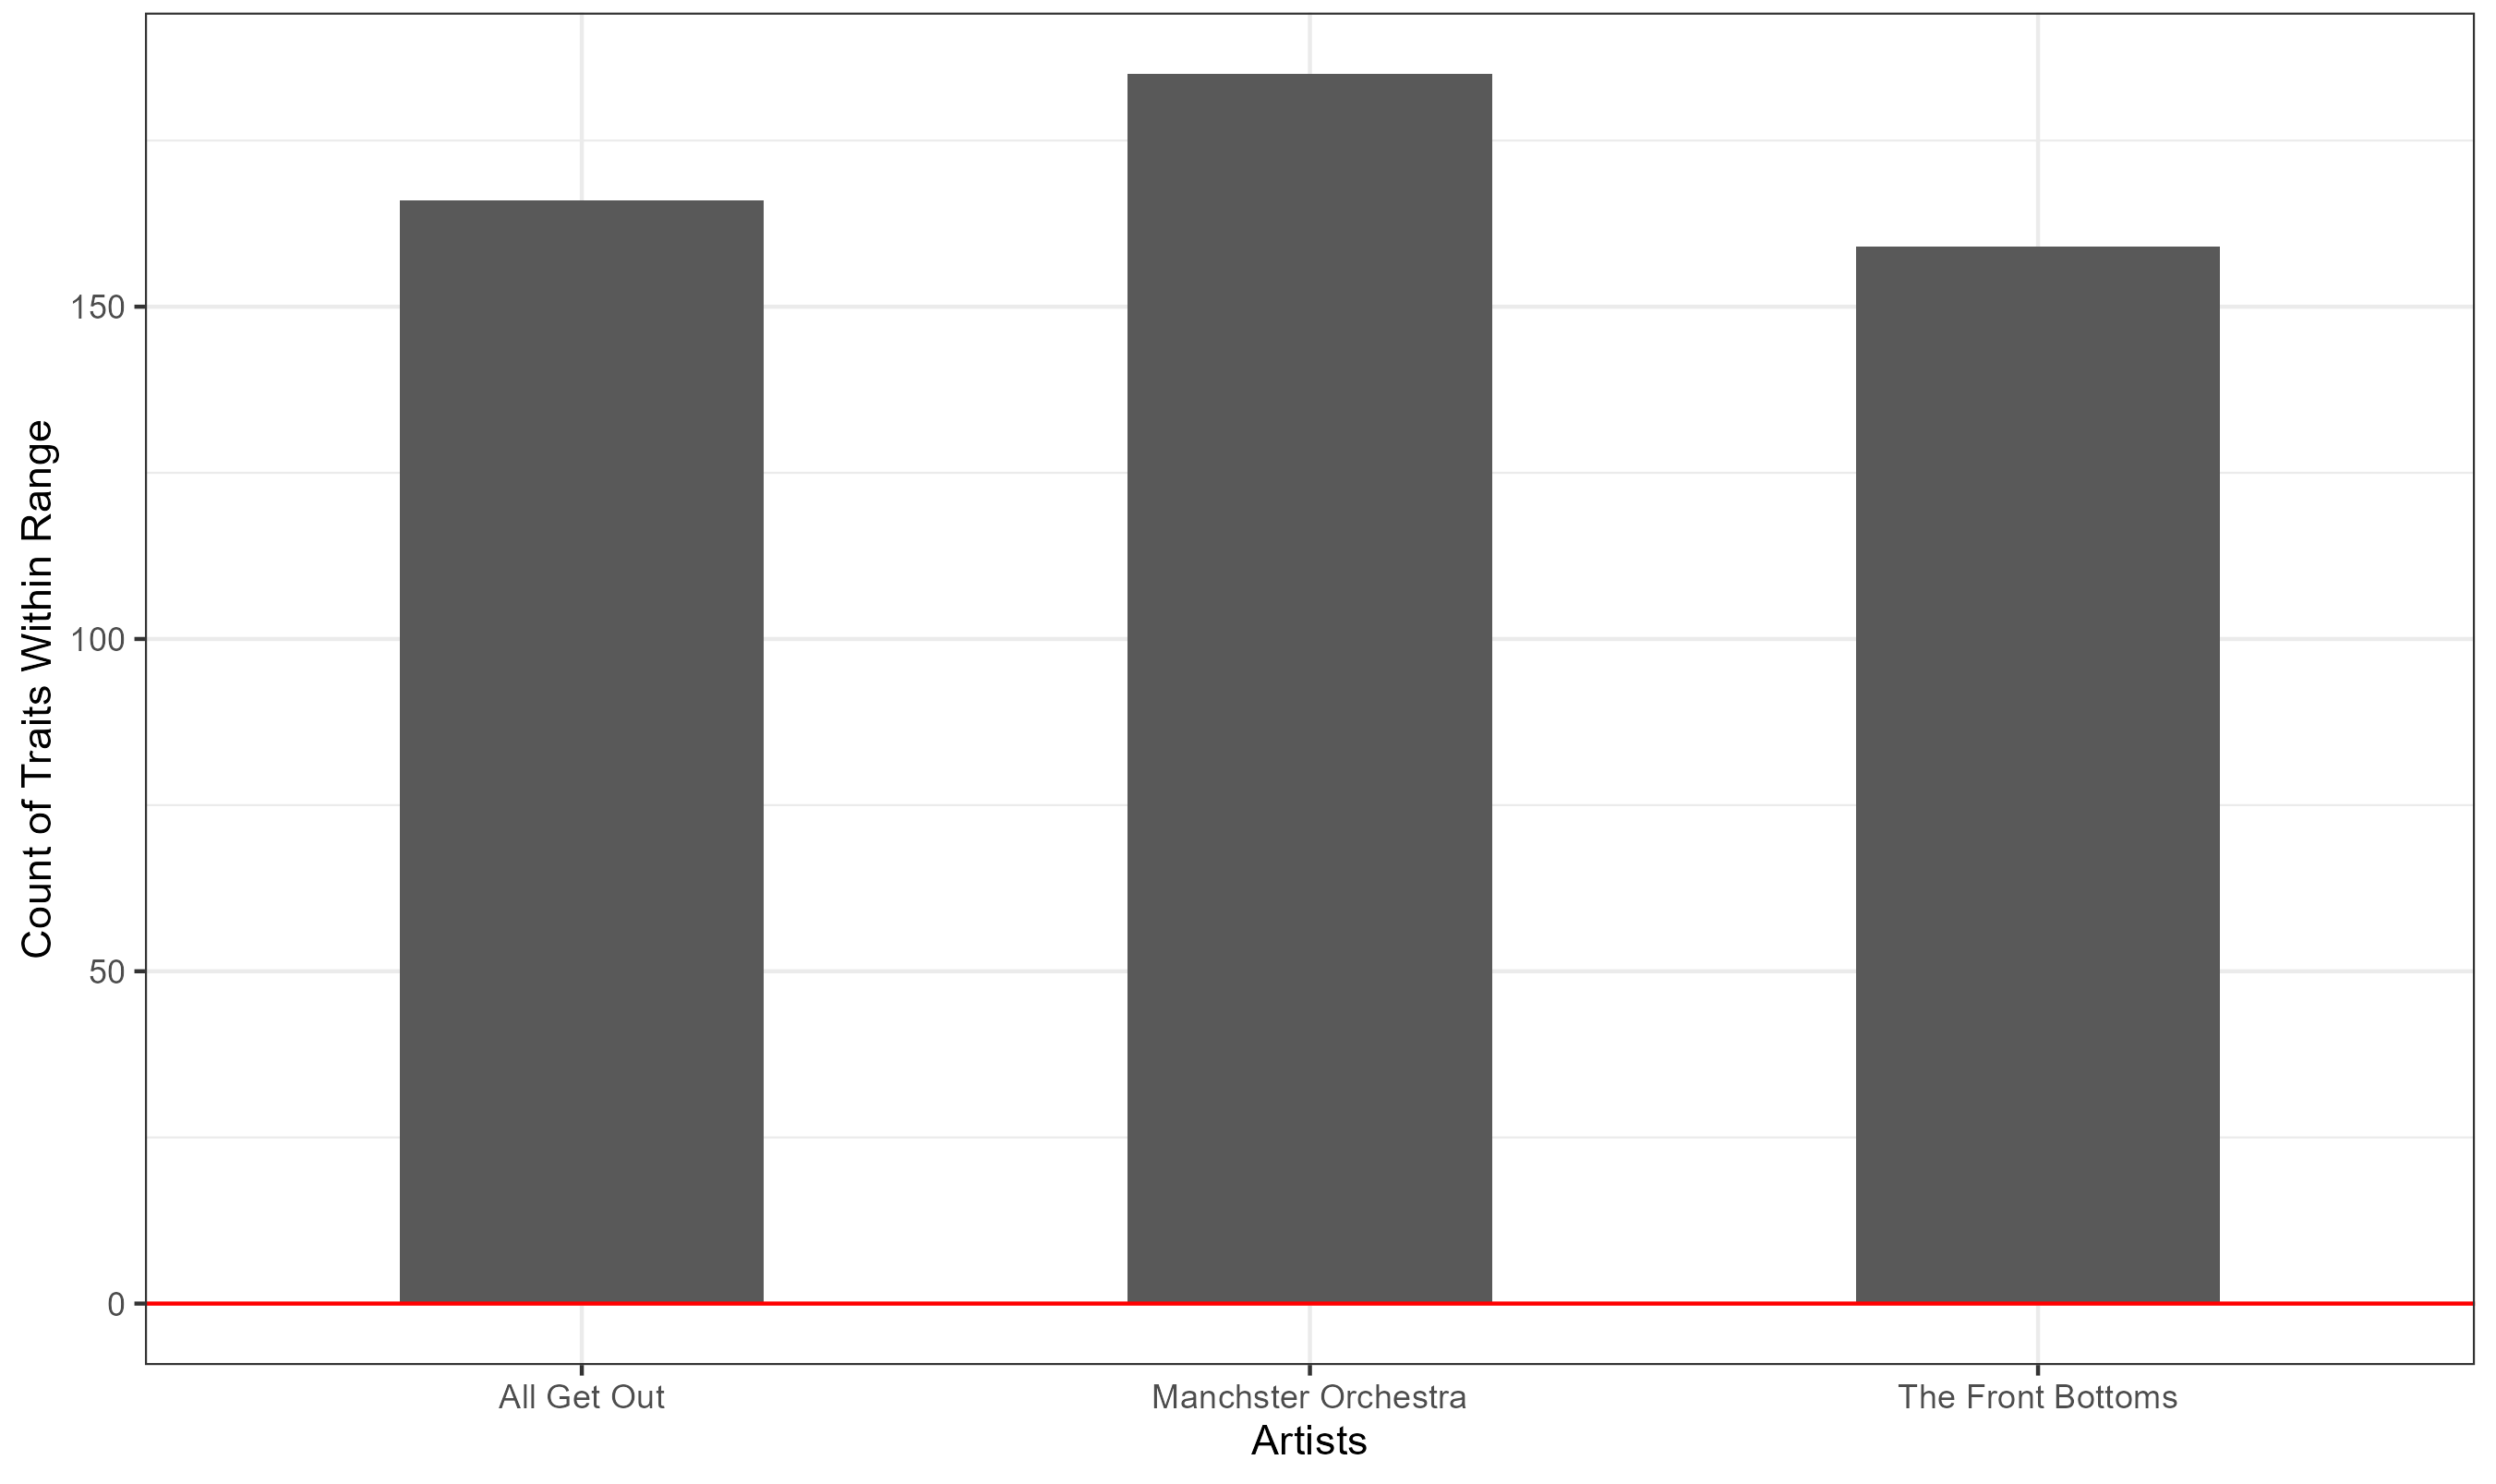 Count of Traits Within Range
150
100
50
0
All Get Out
Manchster Orchestra
The Front Bottoms
Artists